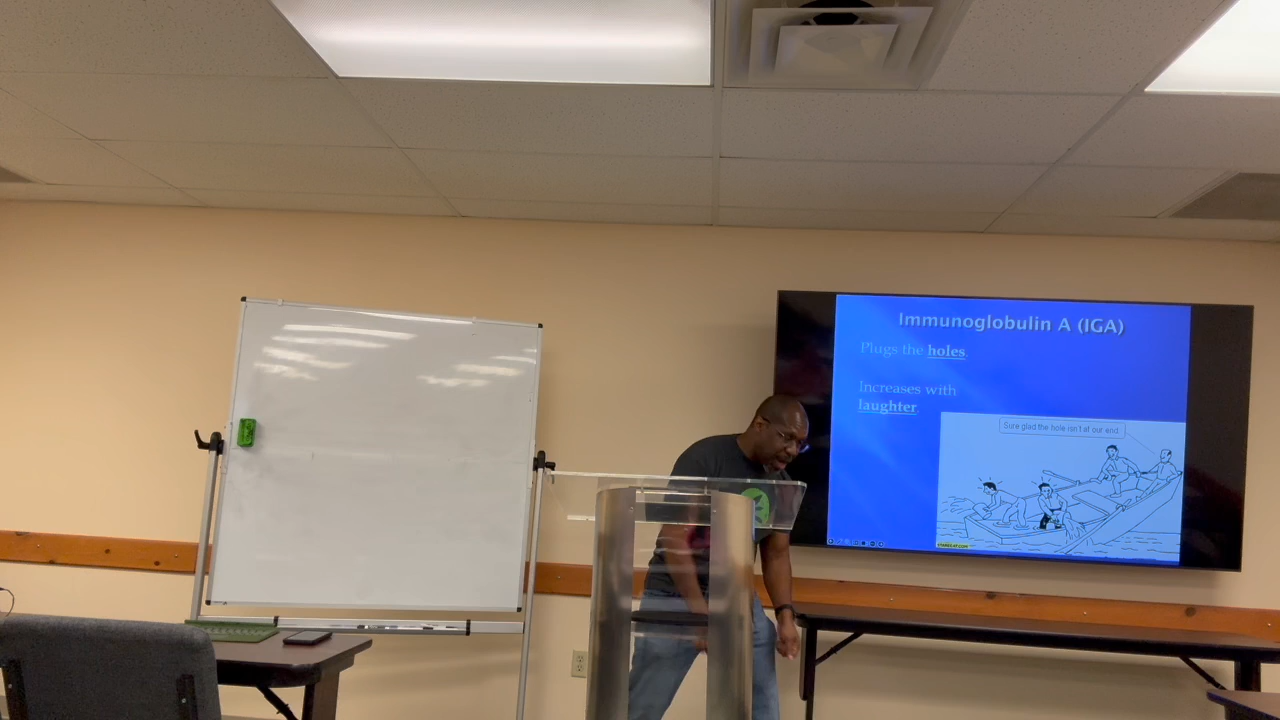 Immunoglobulin A (IGA)
Plugs the holes.
Increases with
laughter.
Sure glad the hole isn't at our end.